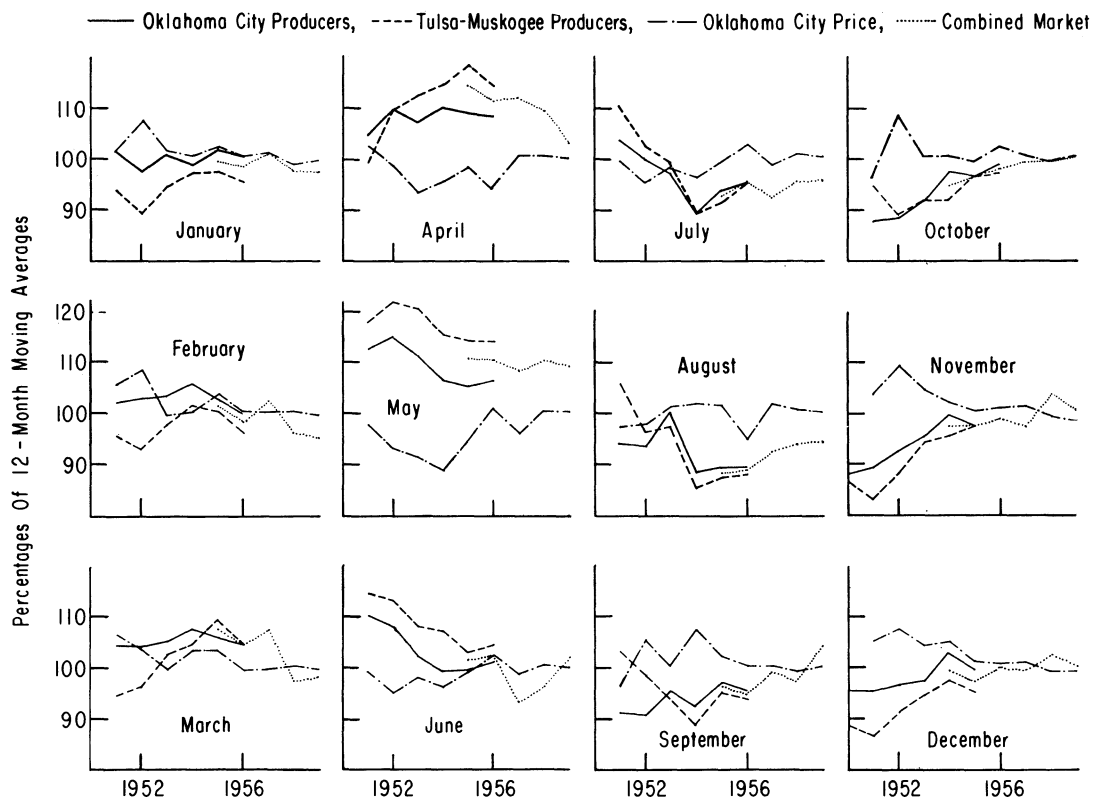 Oklahoma City Producers, Tulsa-Muskogee Producers, Oklahoma City Price, Combined Market
Percentages Of 12-Month Moving Averages
110
100
90
January
April
July
October
120
110
100
90
February
May
August
November
110
100
90
March
June
September
December
1952 1956 1952 1956 1952 1956 1952 1956